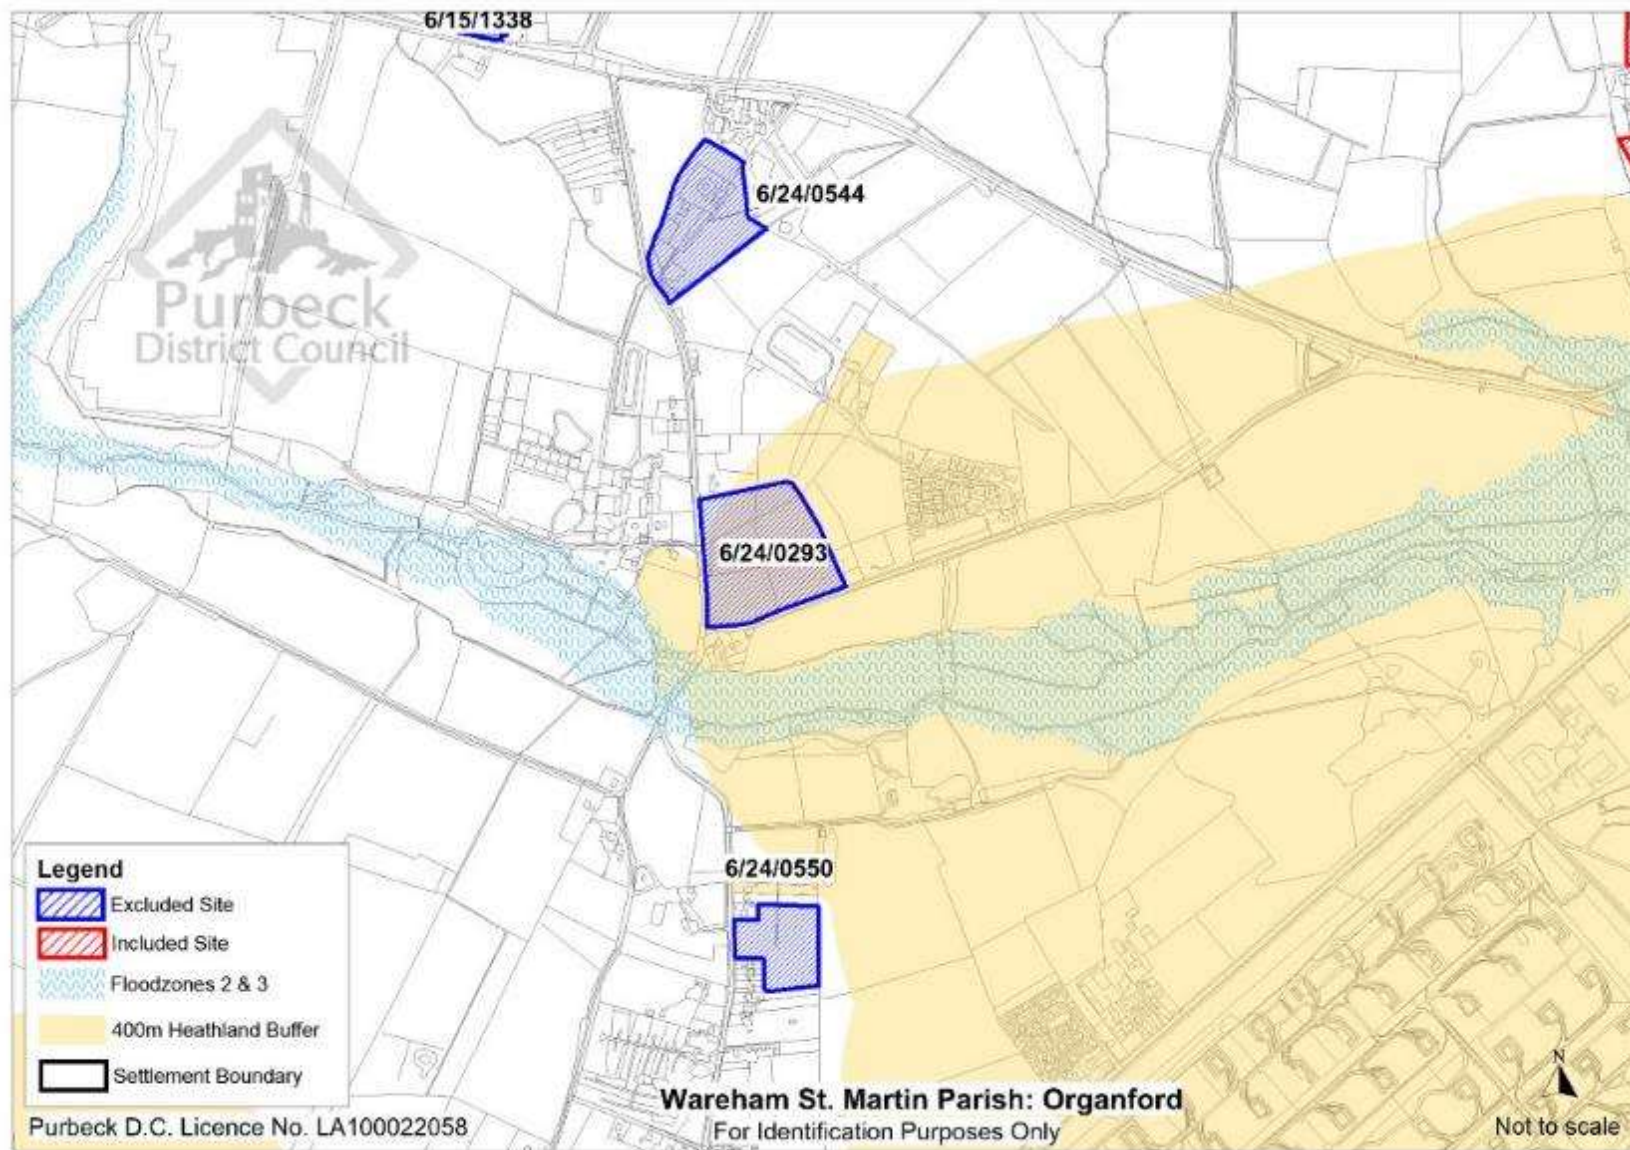 6/15/1338
6/24/0544
Purbeck
District Council
6/24/0293
6/24/0550
Legend
Excluded Site
Included Site
Floodzones 2 & 3
400m Heathland Buffer
Settlement Boundary
Purbeck D.C. Licence No. LA100022058
Wareham St. Martin Parish: Organford
For Identification Purposes Only
N
Not to scale